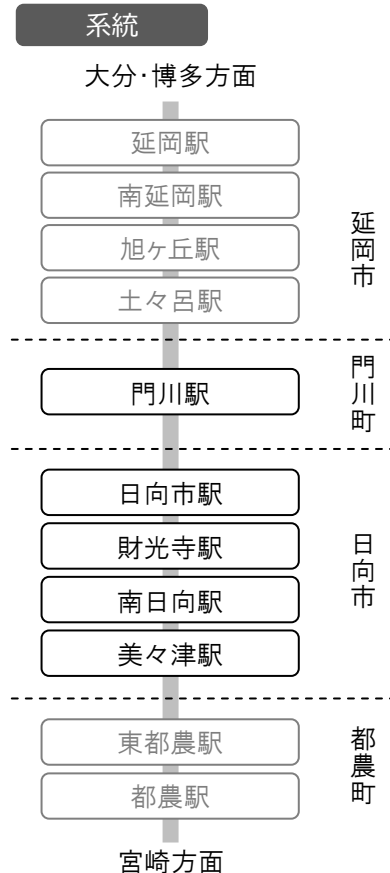 系統
大分・博多方面
延岡駅
南延岡駅
旭ヶ丘駅
土々呂駅
延岡市
門川駅
門川町
日向市駅
財光寺駅
南日向駅
美々津駅
日向市
東都農駅
都農駅
都農町
宮崎方面